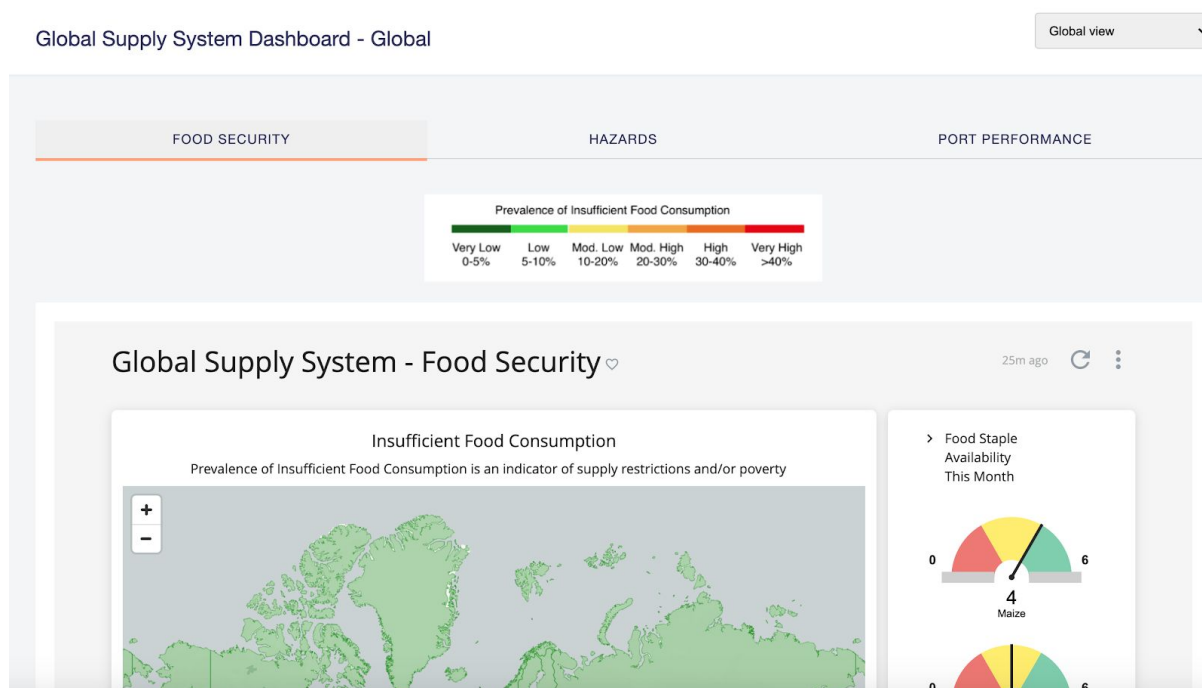 Global Supply System Dashboard - Global
Global view
FOOD SECURITY
HAZARDS
PORT PERFORMANCE
Prevalence of Insufficient Food Consumption
Very Low Low Mod. Low Mod. High High Very High
0-5% 5-10% 10-20% 20-30% 30-40% >40%
Global Supply System - Food Security
25m ago
Insufficient Food Consumption
Prevalence of Insufficient Food Consumption is an indicator of supply restrictions and/or poverty
+
−
Food Staple
Availability
This Month
0 6
4
Maize
0 6